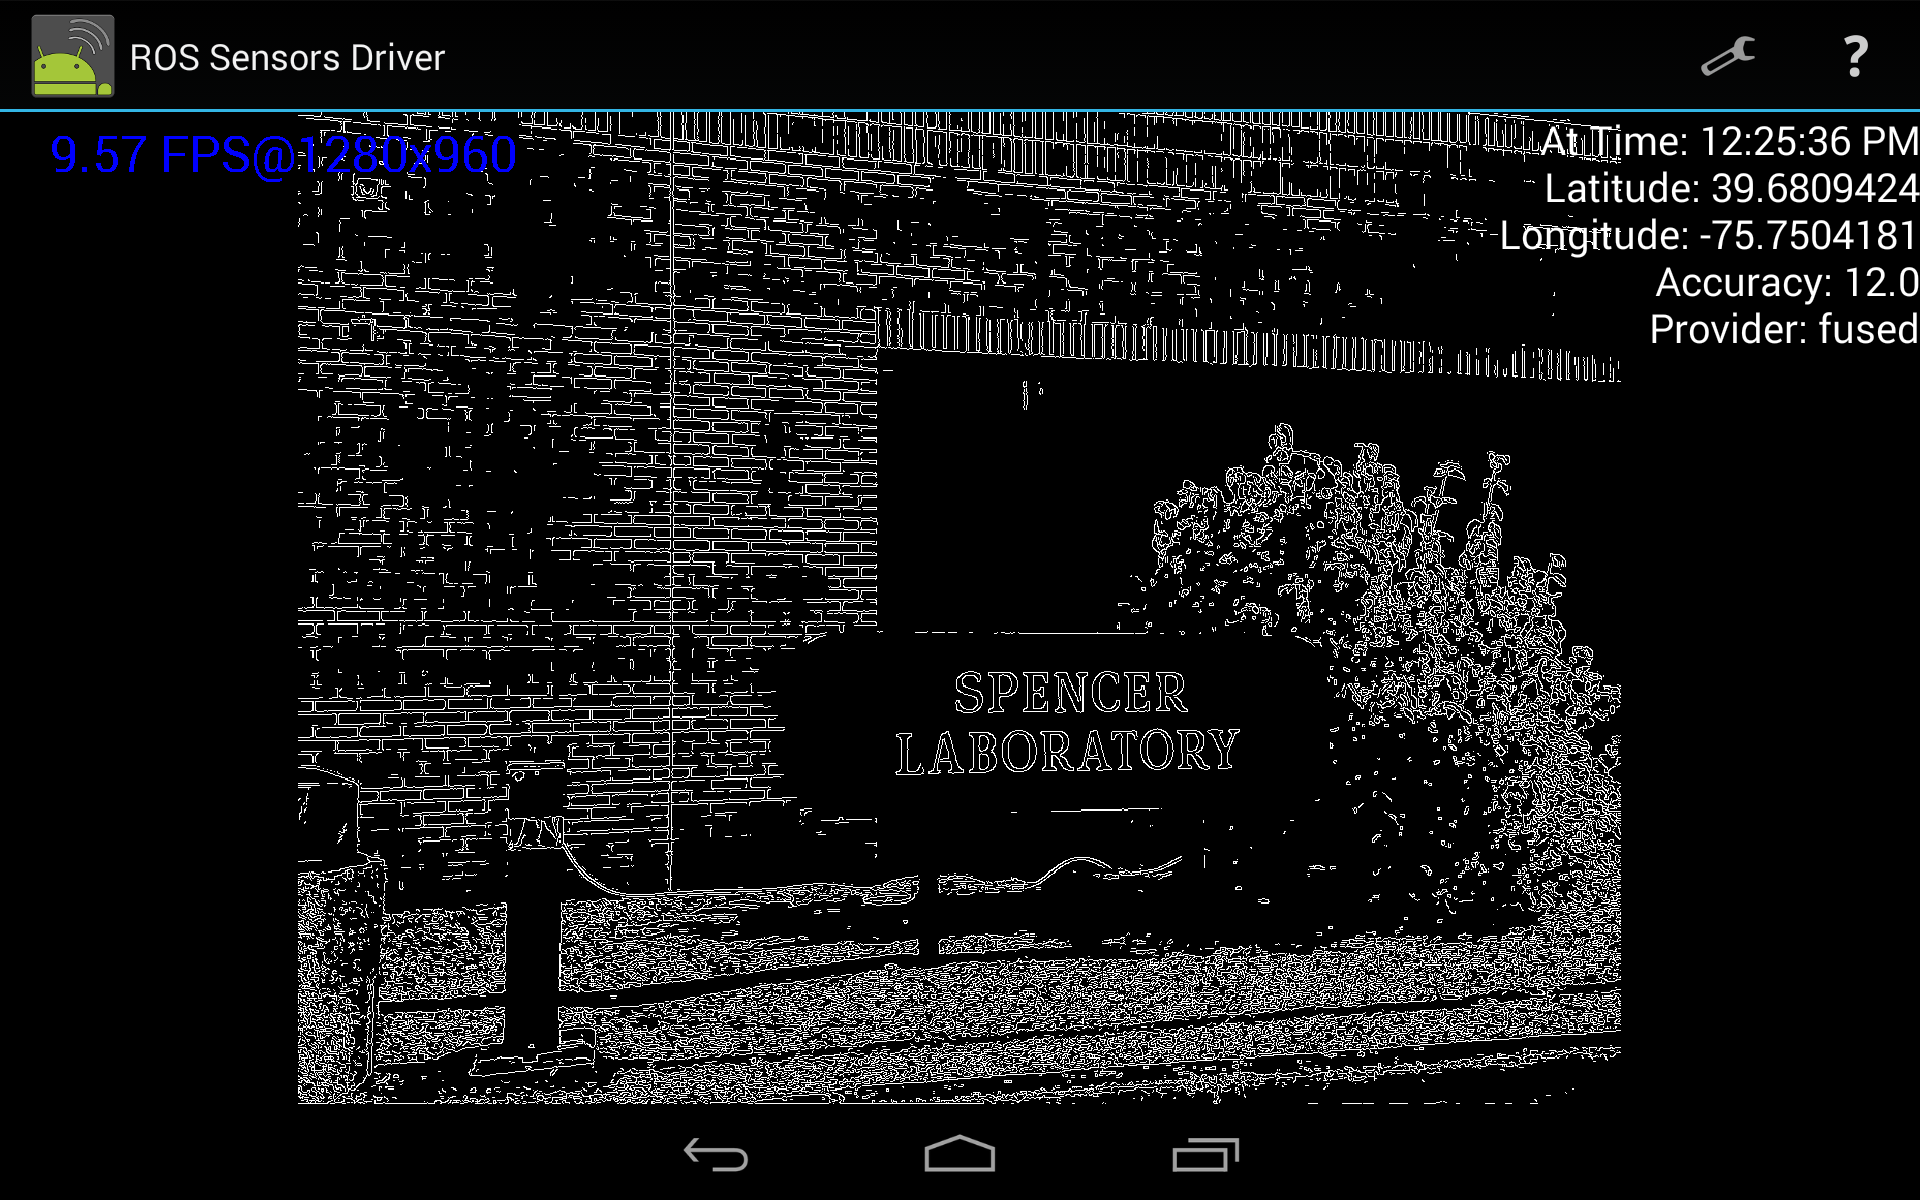 ROS Sensors Driver
?
9.57 FPS@1280x960
At Time: 12:25:36 PM
Latitude: 39.6809424
Longitude: -75.7504181
Accuracy: 12.0
Provider: fused
SPENCER
LABORATORY